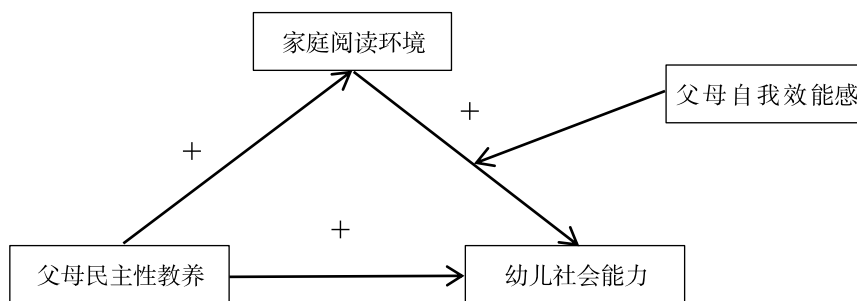 家庭阅读环境
父母自我效能感
+
+
+
父母民主性教养
幼儿社会能力